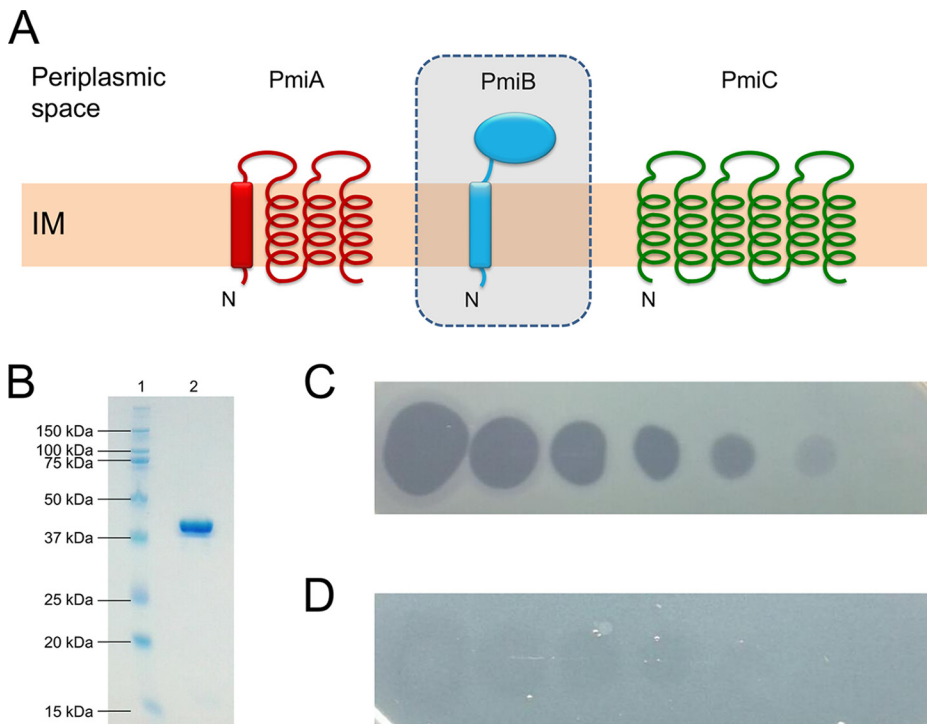 A
Periplasmic
space
PmiA
PmiB
PmiC
IM
N
N
N
B
1
2
150 kDa
100 kDa
75 kDa
50 kDa
37 kDa
25 kDa
20 kDa
15 kDa
C
D